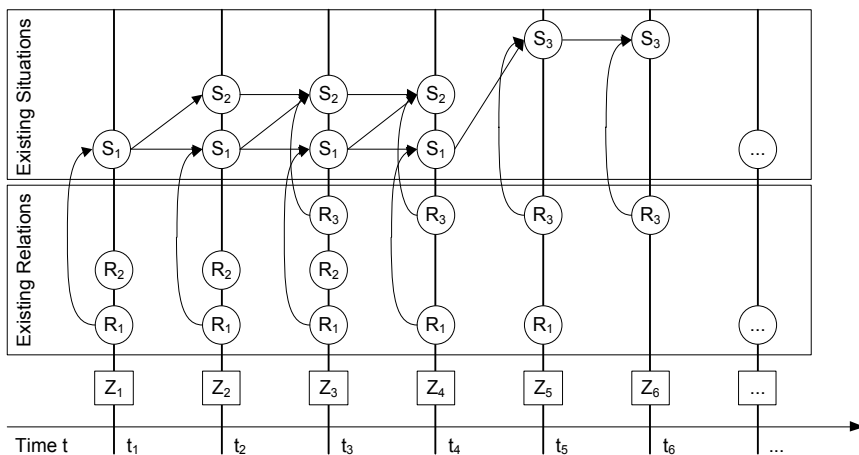 Existing Situations
S₃ S₃
S₂ S₂ S₂
S₁ S₁ S₁ S₁ ...
Existing Relations
R₃ R₃ R₃ R₃
R₂ R₂ R₂
R₁ R₁ R₁ R₁ R₁ ...
Z₁ Z₂ Z₃ Z₄ Z₅ Z₆ ...
Time t t₁ t₂ t₃ t₄ t₅ t₆ ...